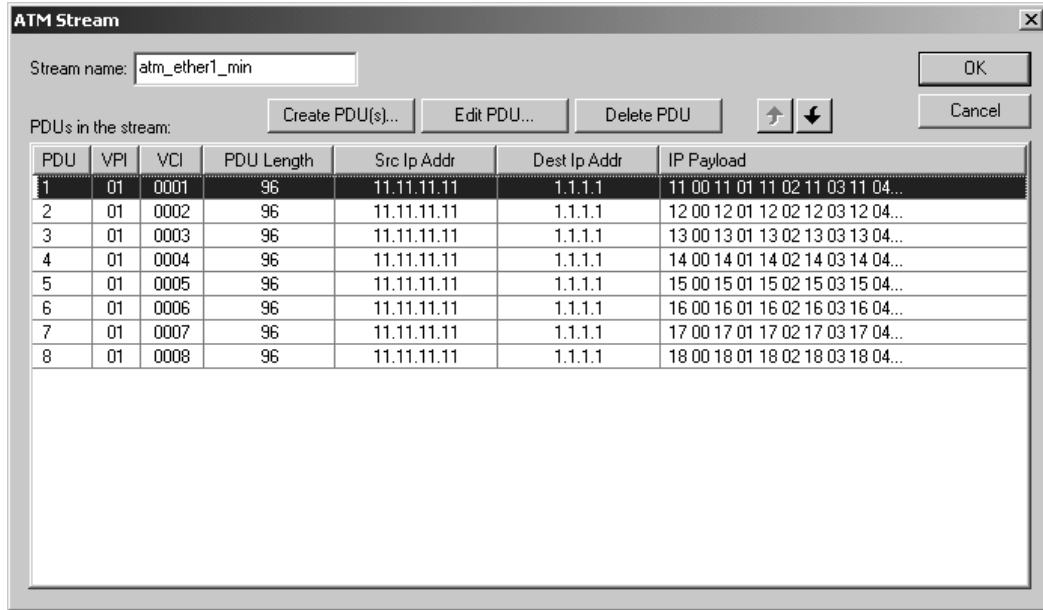 ATM Stream
Stream name: atm_ether1_min
OK
Create PDU(s)... Edit PDU... Delete PDU
Cancel
PDUs in the stream:
PDU VPI VCI PDU Length Src Ip Addr Dest Ip Addr IP Payload
1 01 0001 96 11.11.11.11 1.1.1.1 11 00 11 01 11 02 11 03 11 04...
2 01 0002 96 11.11.11.11 1.1.1.1 12 00 12 01 12 02 12 03 12 04...
3 01 0003 96 11.11.11.11 1.1.1.1 13 00 13 01 13 02 13 03 13 04...
4 01 0004 96 11.11.11.11 1.1.1.1 14 00 14 01 14 02 14 03 14 04...
5 01 0005 96 11.11.11.11 1.1.1.1 15 00 15 01 15 02 15 03 15 04...
6 01 0006 96 11.11.11.11 1.1.1.1 16 00 16 01 16 02 16 03 16 04...
7 01 0007 96 11.11.11.11 1.1.1.1 17 00 17 01 17 02 17 03 17 04...
8 01 0008 96 11.11.11.11 1.1.1.1 18 00 18 01 18 02 18 03 18 04...